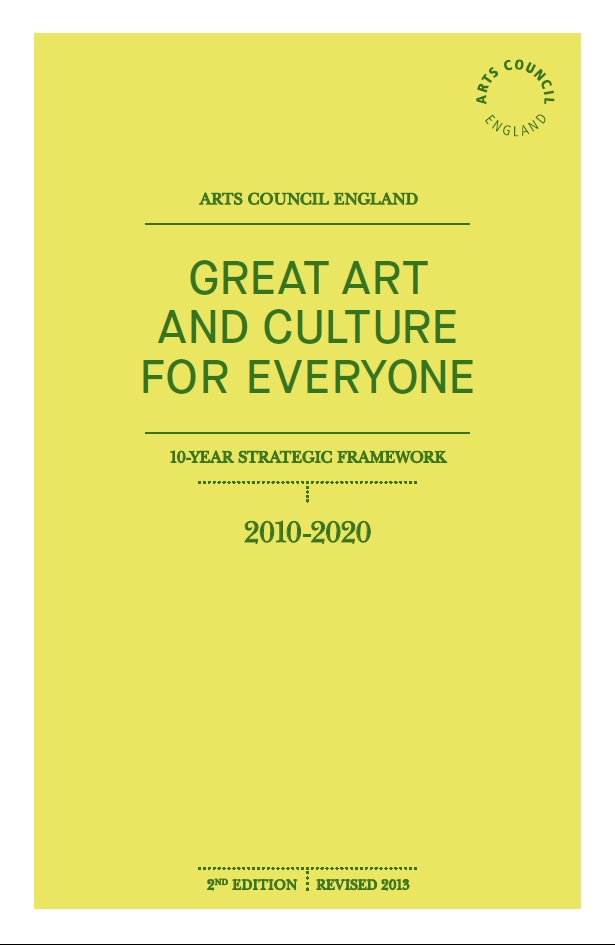 ARTS COUNCIL
ENGLAND
ARTS COUNCIL ENGLAND
GREAT ART
AND CULTURE
FOR EVERYONE
10-YEAR STRATEGIC FRAMEWORK
2010-2020
2ND EDITION REVISED 2013